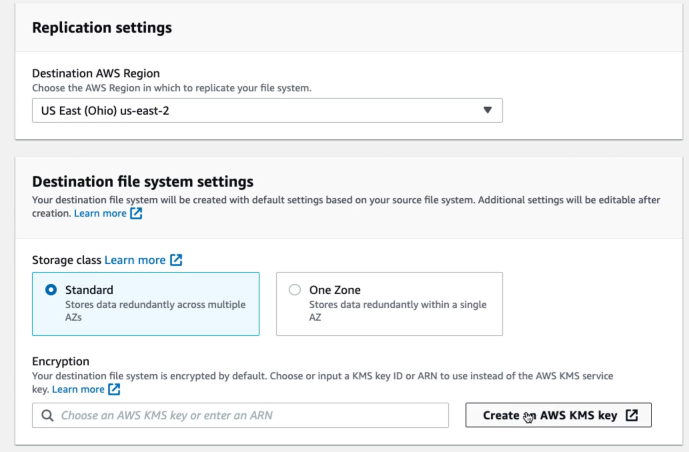 Replication settings
Destination AWS Region
Choose the AWS Region in which to replicate your file system.
US East (Ohio) us-east-2
Destination file system settings
Your destination file system will be created with default settings based on your source file system. Additional settings will be editable after
creation. Learn more
Storage class Learn more
Standard
Stores data redundantly across multiple
AZs
One Zone
Stores data redundantly within a single
AZ
Encryption
Your destination file system is encrypted by default. Choose or input a KMS key ID or ARN to use instead of the AWS KMS service
key. Learn more
Choose an AWS KMS key or enter an ARN
Create an AWS KMS key